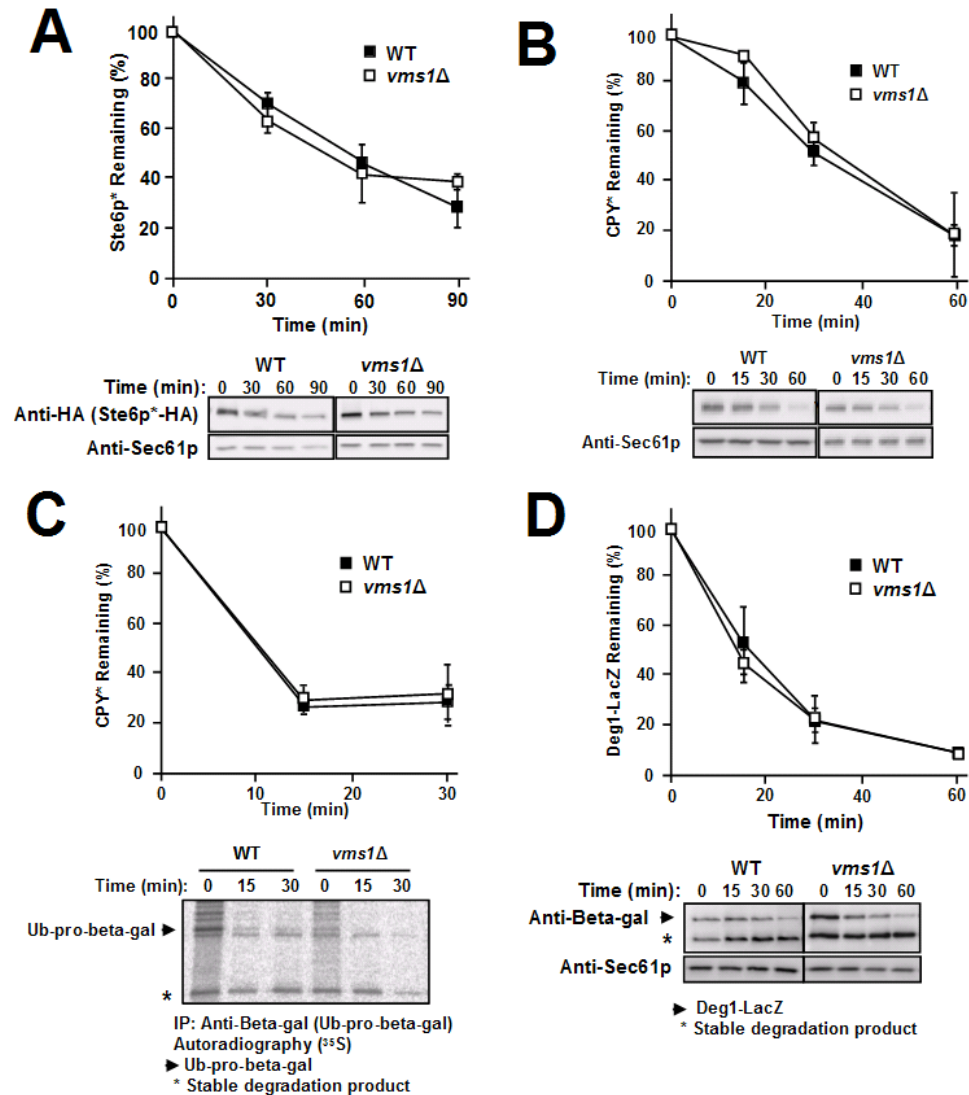 A
Ste6p* Remaining (%)
100
80
60
40
20
0
WT
vms1Δ
0 30 60 90
Time (min)
WT vms1Δ
Time (min): 0 30 60 90 0 30 60 90
Anti-HA (Ste6p*-HA)
Anti-Sec61p
B
CPY* Remaining (%)
100
80
60
40
20
0
WT
vms1Δ
0 20 40 60
Time (min)
WT vms1Δ
Time (min): 0 15 30 60 0 15 30 60
Anti-Sec61p
C
CPY* Remaining (%)
100
80
60
40
20
0
WT
vms1Δ
0 10 20 30
Time (min)
WT vms1Δ
Time (min): 0 15 30 0 15 30
Ub-pro-beta-gal
*
IP: Anti-Beta-gal (Ub-pro-beta-gal)
Autoradiography (³⁵S)
Ub-pro-beta-gal
* Stable degradation product
D
Deg1-LacZ Remaining (%)
100
80
60
40
20
0
WT
vms1Δ
0 20 40 60
Time (min)
WT vms1Δ
Time (min): 0 15 30 60 0 15 30 60
Anti-Beta-gal
*
Anti-Sec61p
Deg1-LacZ
* Stable degradation product